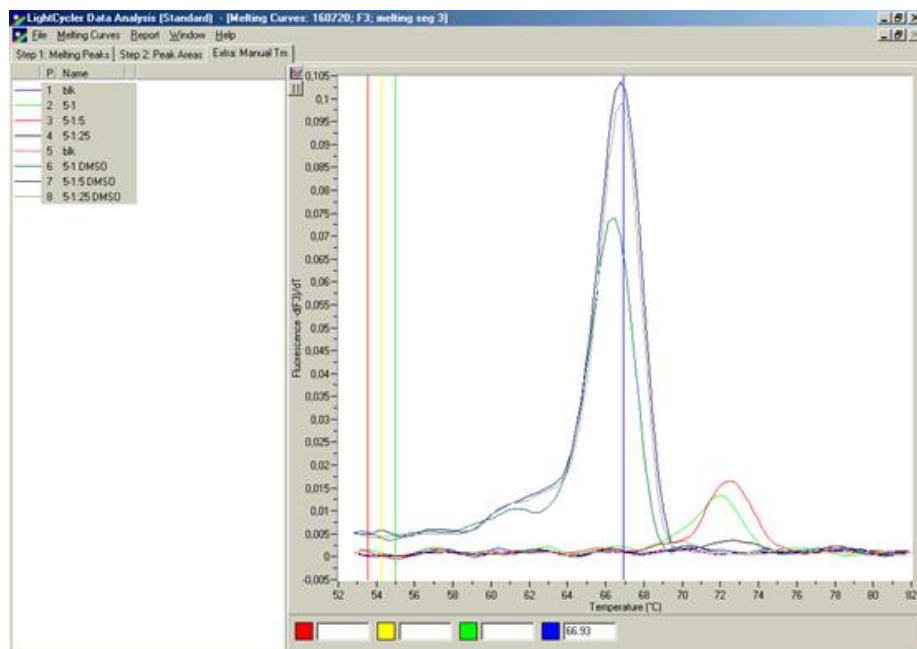 LightCycler Data Analysis (Standard) - [Melting Curves: 160720; F3; melting seg 3]
File Melting Curves Report Window Help
Step 1: Melting Peaks Step 2: Peak Areas Extra: Manual Tm
P. Name
1 blk
2 5-1
3 5-1:5
4 5-1:25
5 blk
6 5-1 DMSO
7 5-1:5 DMSO
8 5-1:25 DMSO
Fluorescence -d(F3)/dT
0,105
0,1
0,095
0,09
0,085
0,08
0,075
0,07
0,065
0,06
0,055
0,05
0,045
0,04
0,035
0,03
0,025
0,02
0,015
0,01
0,005
0
-0,005
52 54 56 58 60 62 64 66 68 70 72 74 76 78 80 82
Temperature (°C)
66.93